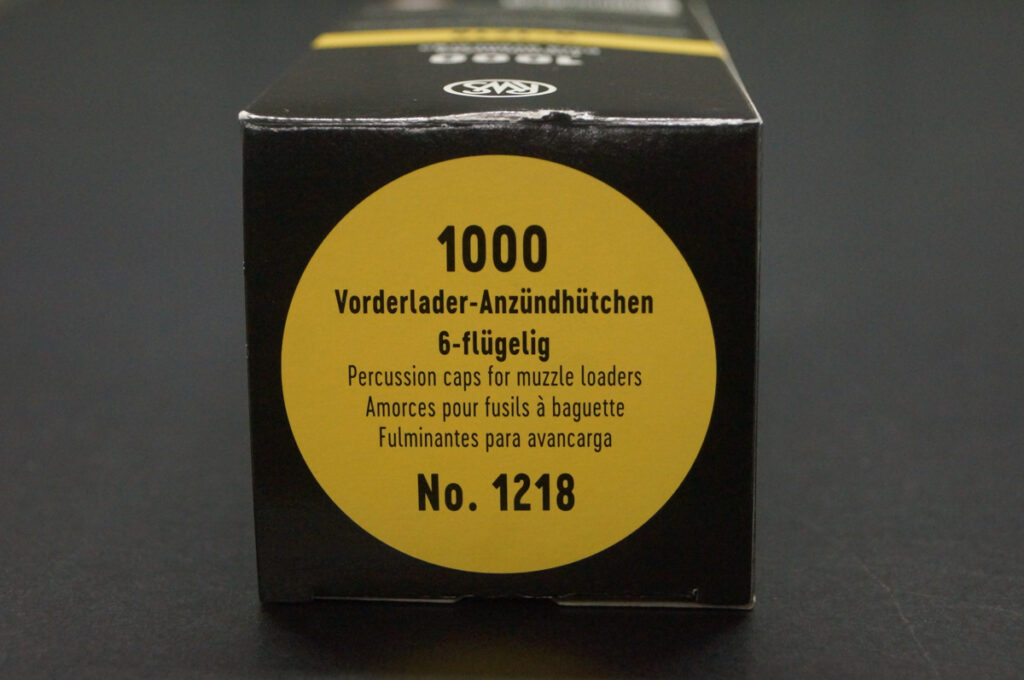 RWS
1000
Vorderlader-Anzündhütchen
6-flügelig
Percussion caps for muzzle loaders
Amorces pour fusils à baguette
Fulminantes para avancarga
No. 1218